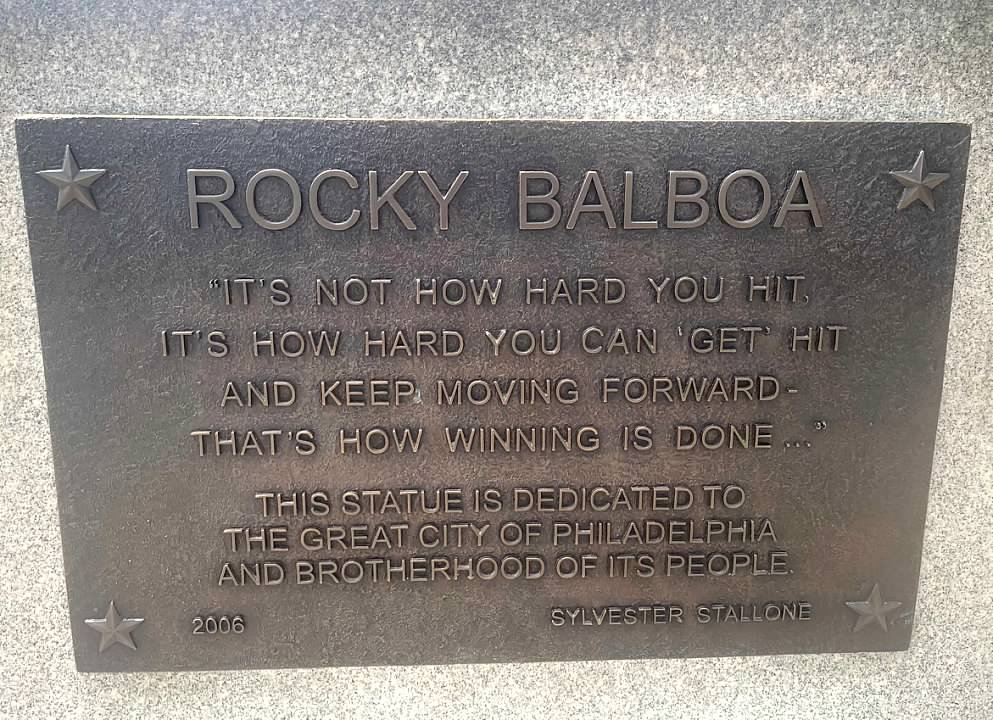 ROCKY BALBOA
"IT'S NOT HOW HARD YOU HIT,
IT'S HOW HARD YOU CAN 'GET' HIT
AND KEEP MOVING FORWARD-
THAT'S HOW WINNING IS DONE..."
THIS STATUE IS DEDICATED TO
THE GREAT CITY OF PHILADELPHIA
AND BROTHERHOOD OF ITS PEOPLE.
2006 SYLVESTER STALLONE